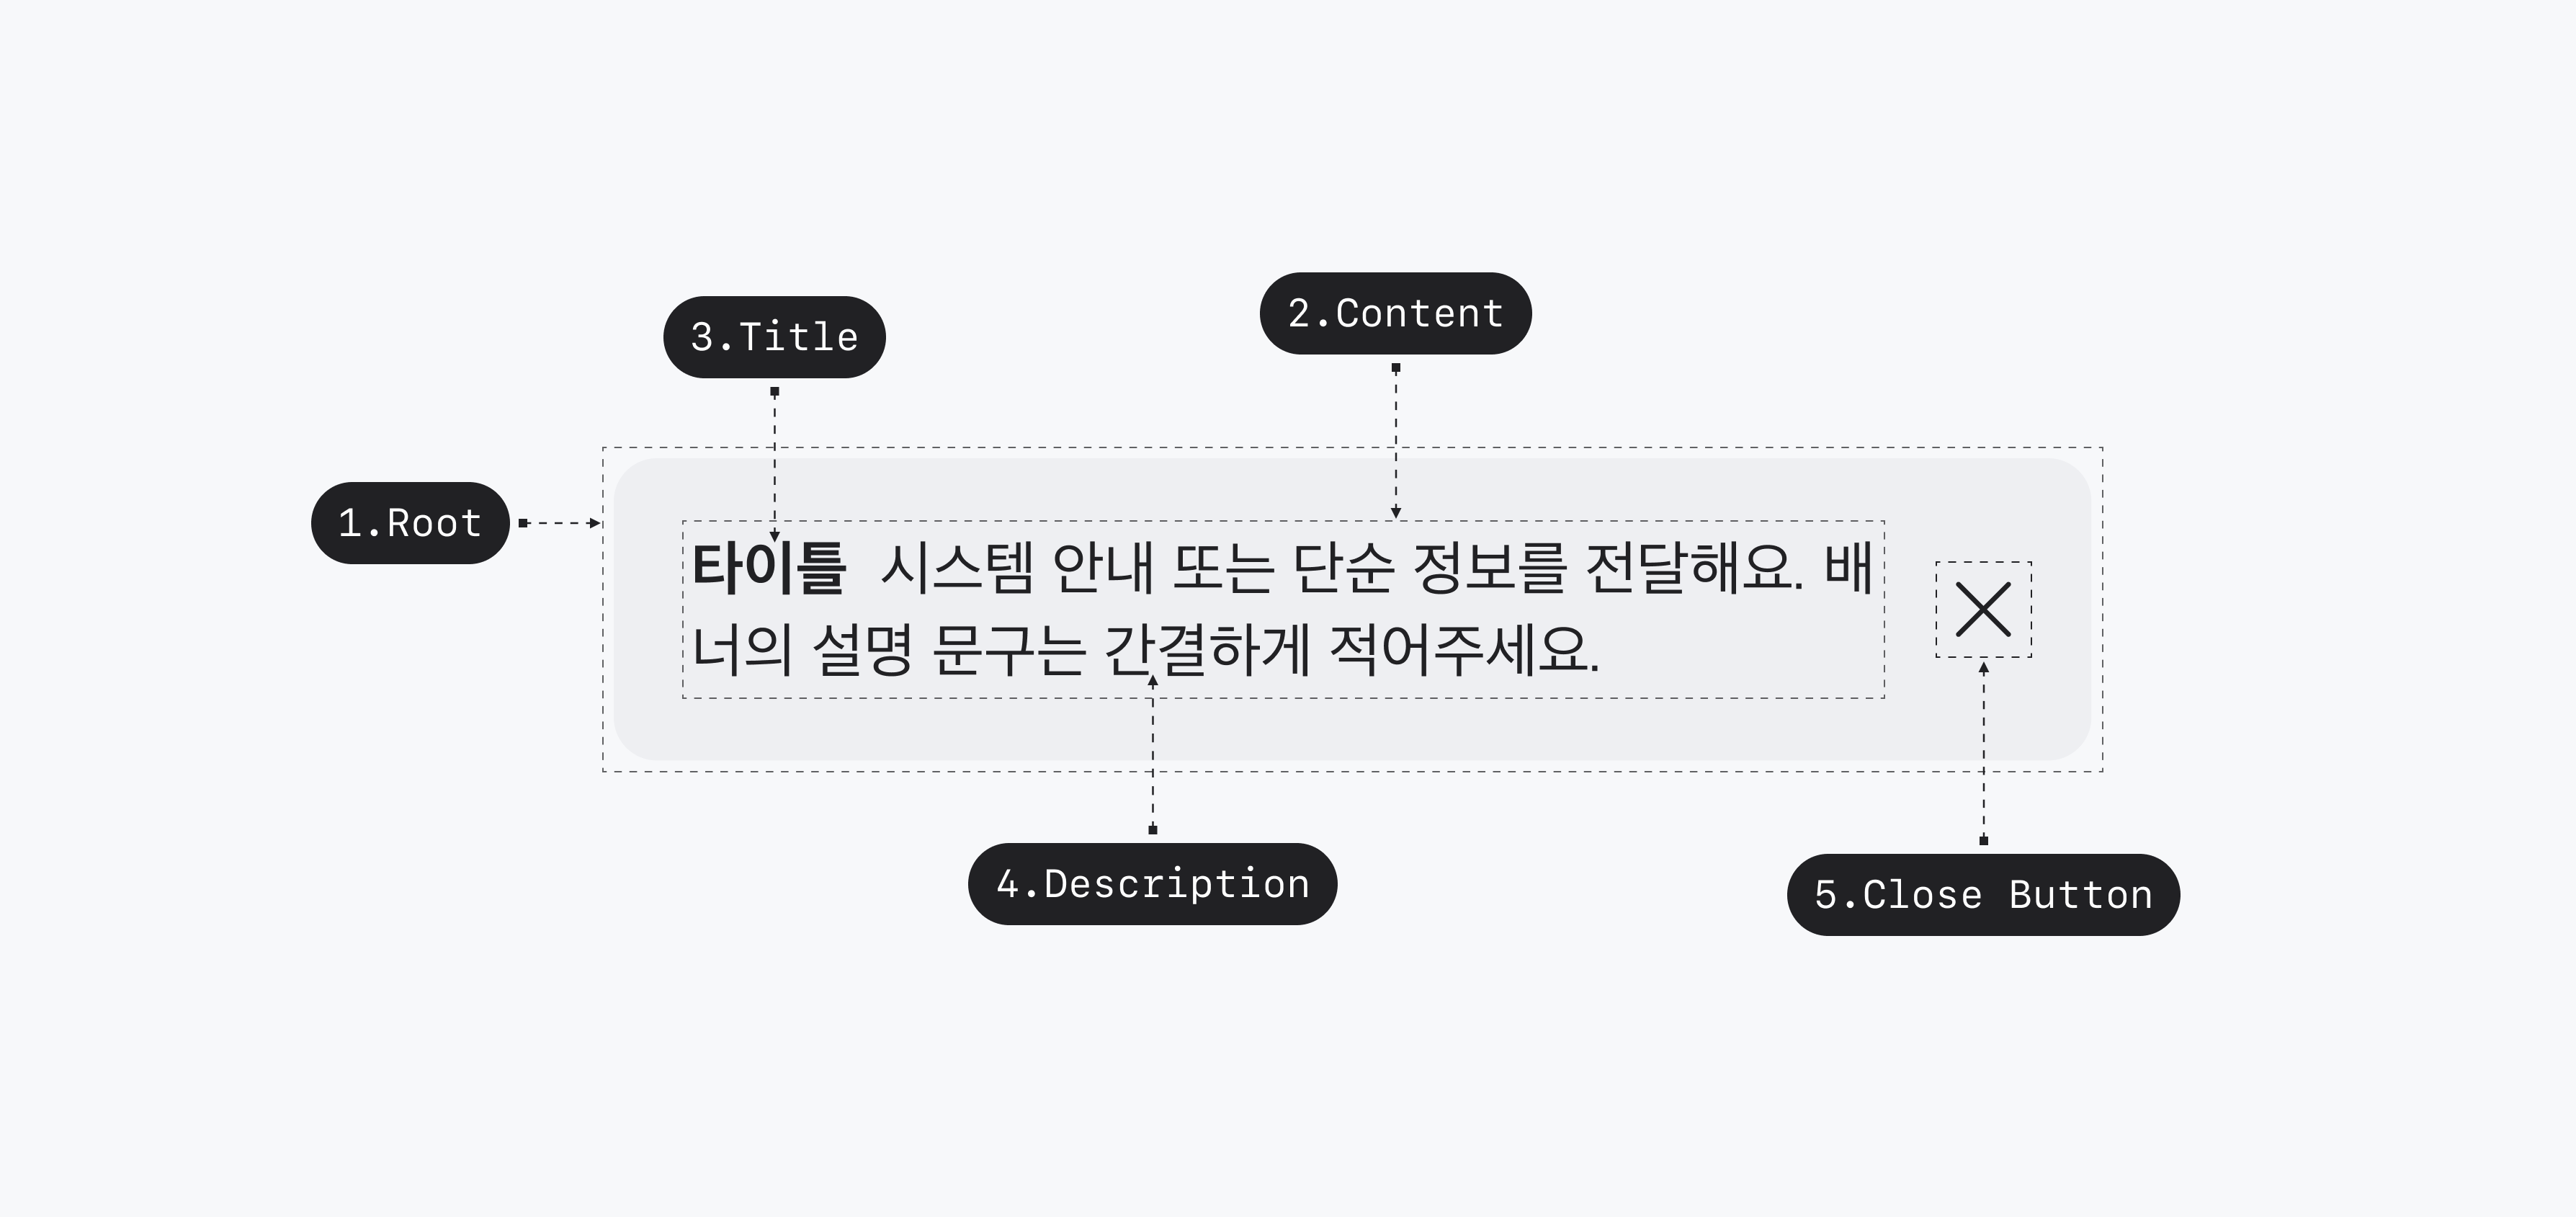 2.Content
3.Title
1.Root
타이틀 시스템 안내 또는 단순 정보를 전달해요. 배
너의 설명 문구는 간결하게 적어주세요.
4.Description
5.Close Button